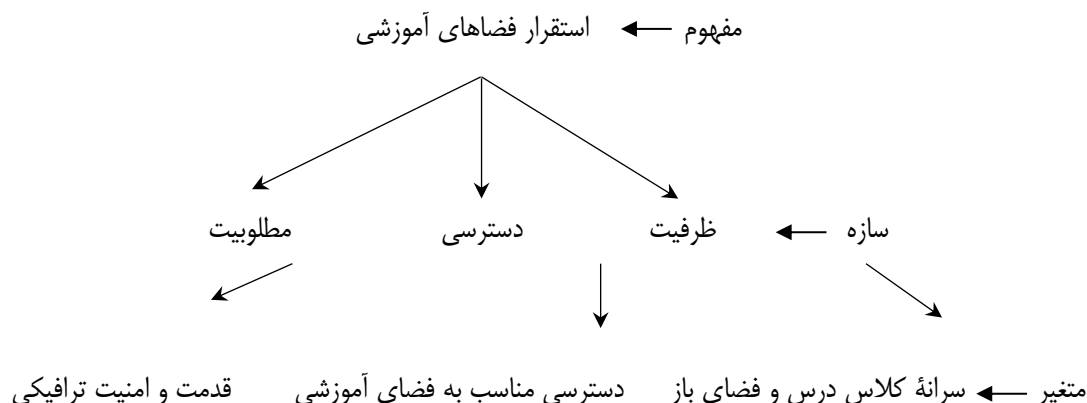 مفهوم استقرار فضاهای آموزشی
سازه ظرفیت دسترسی مطلوبیت
متغیر سرانهٔ کلاس درس و فضای باز دسترسی مناسب به فضای آموزشی قدمت و امنیت ترافیکی